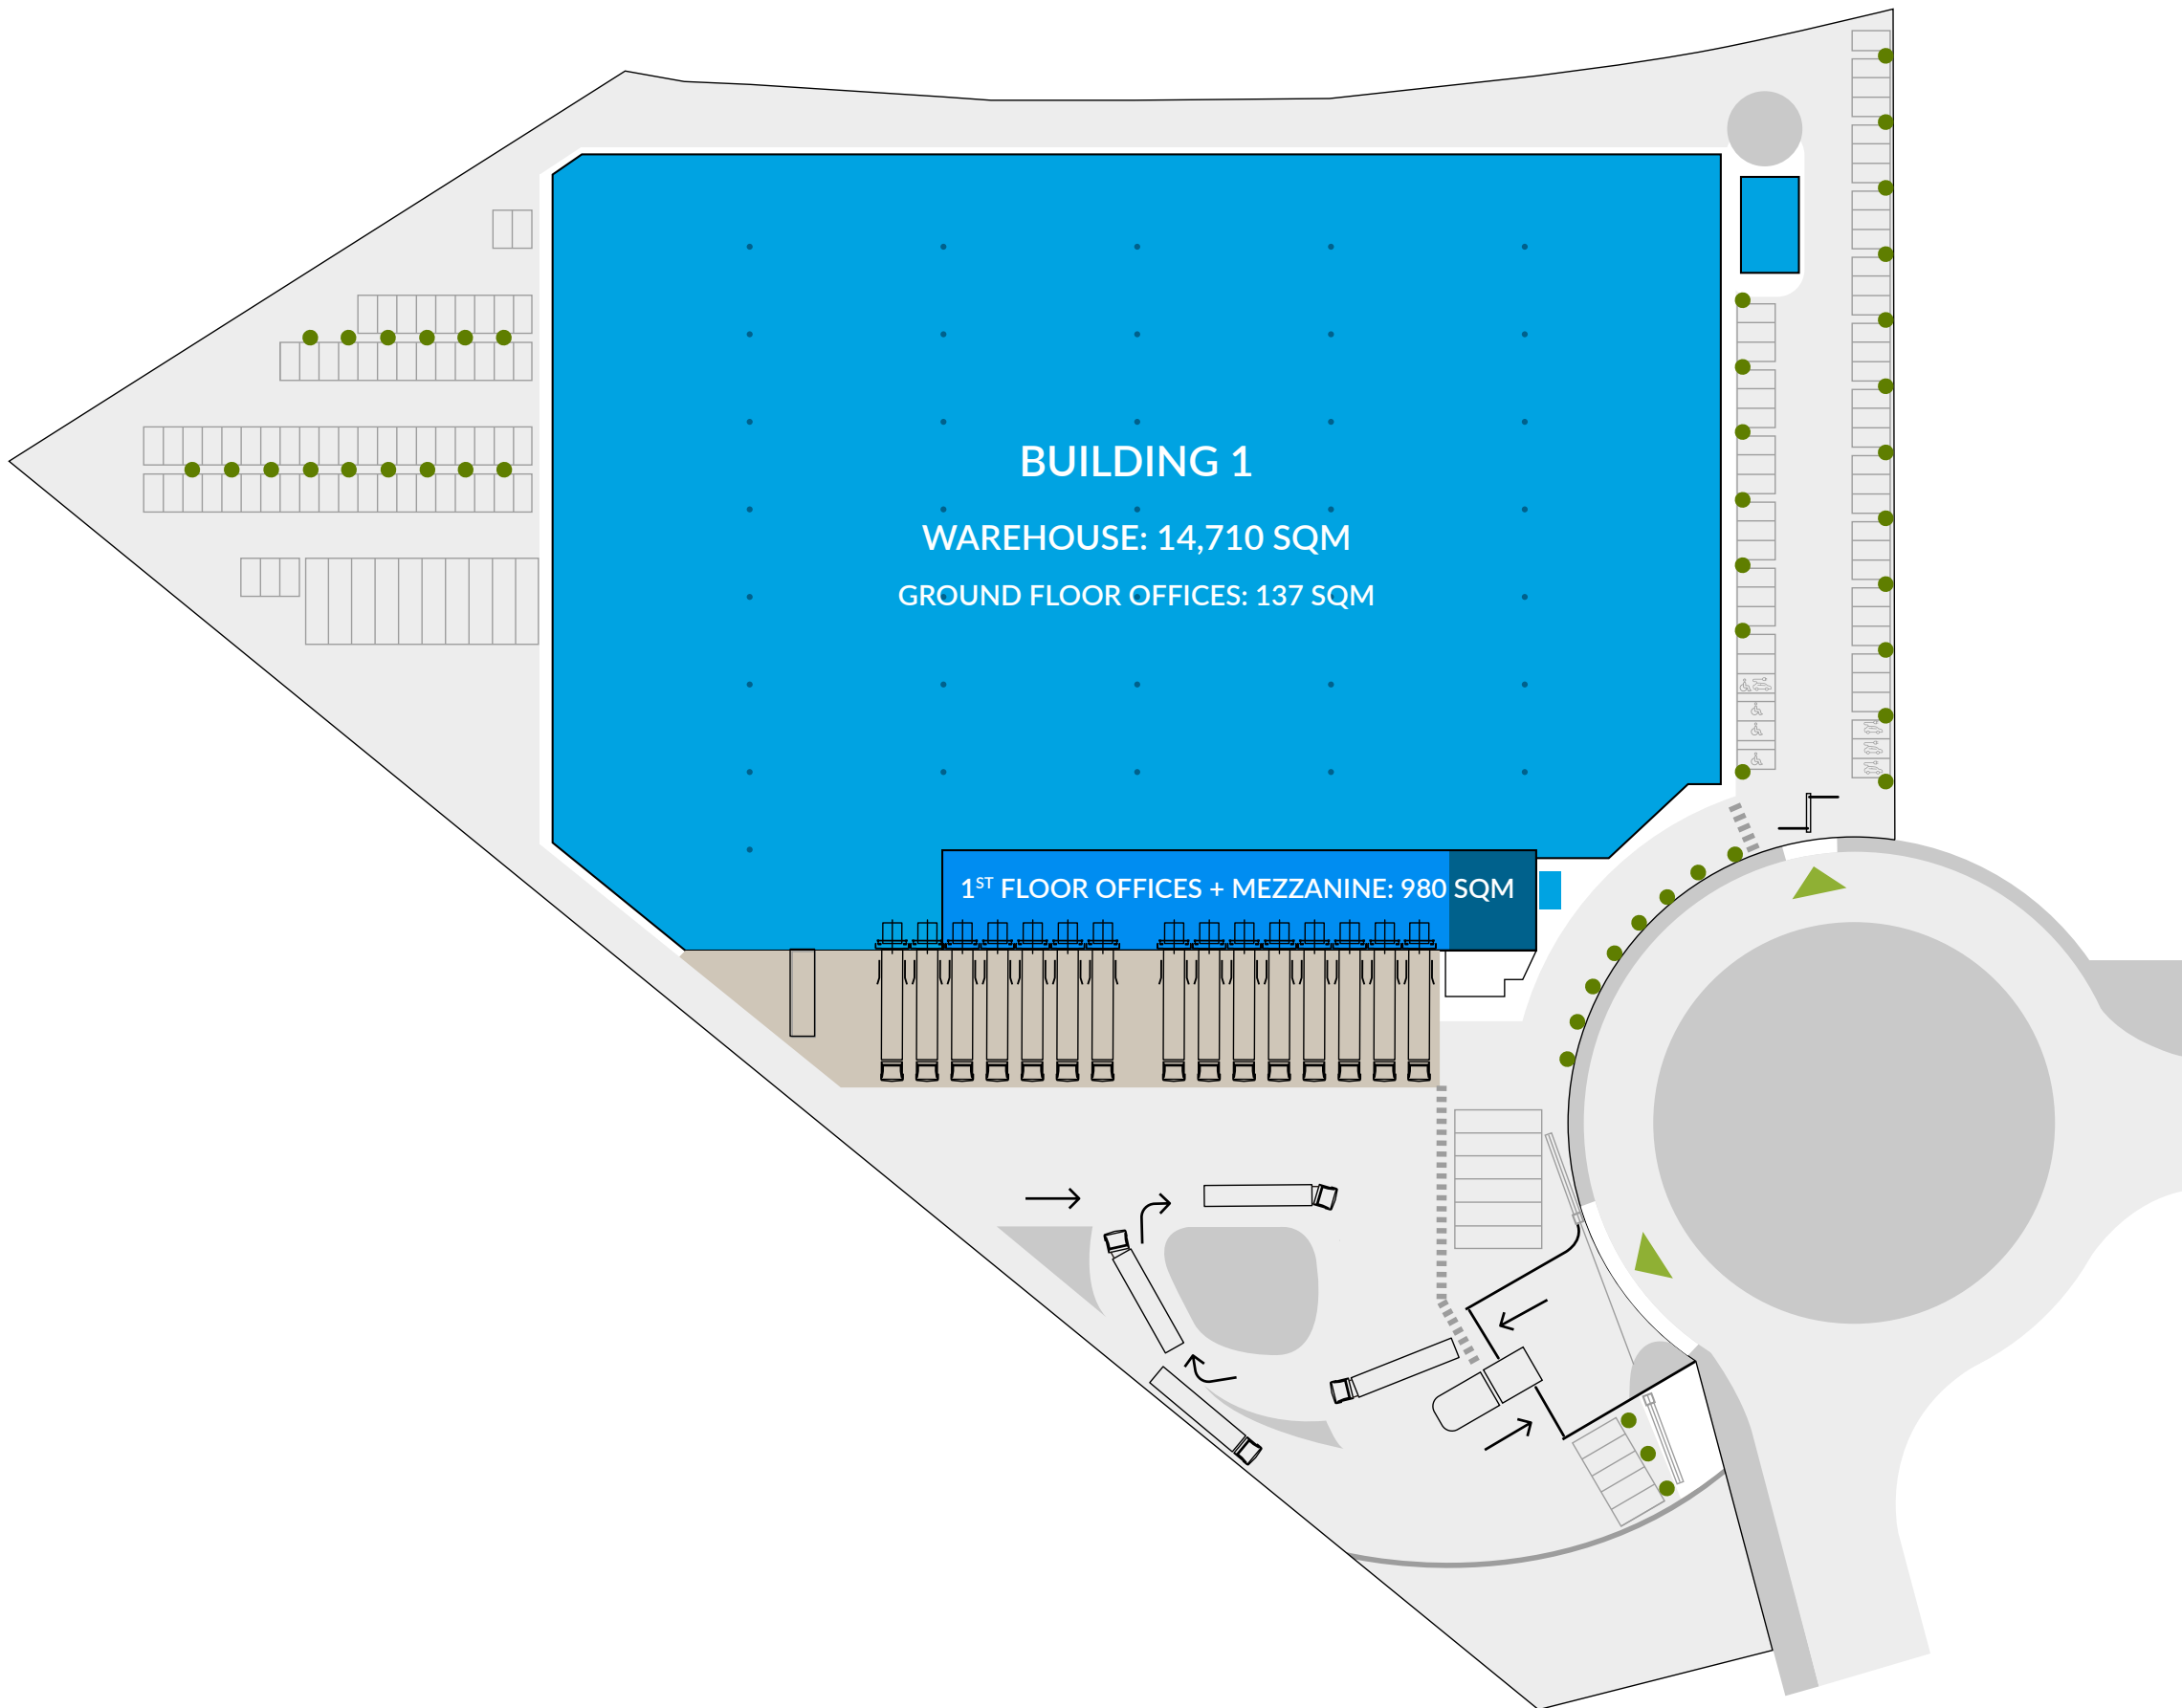 BUILDING 1
WAREHOUSE: 14,710 SQM
GROUND FLOOR OFFICES: 137 SQM
1ST FLOOR OFFICES + MEZZANINE: 980 SQM